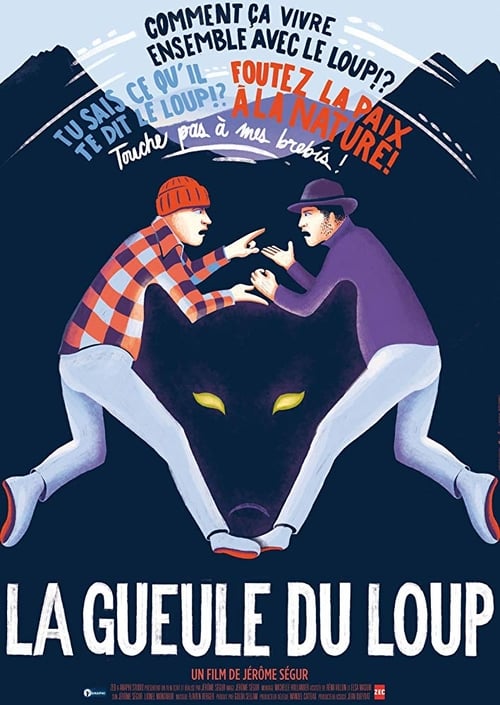 COMMENT ÇA VIVRE
ENSEMBLE AVEC LE LOUP!?
TU SAIS CE QU'IL
TE DIT LE LOUP!?
FOUTEZ LA PAIX
À LA NATURE!
Touche pas à mes brebis!
LA GUEULE DU LOUP
UN FILM DE JÉRÔME SÉGUR